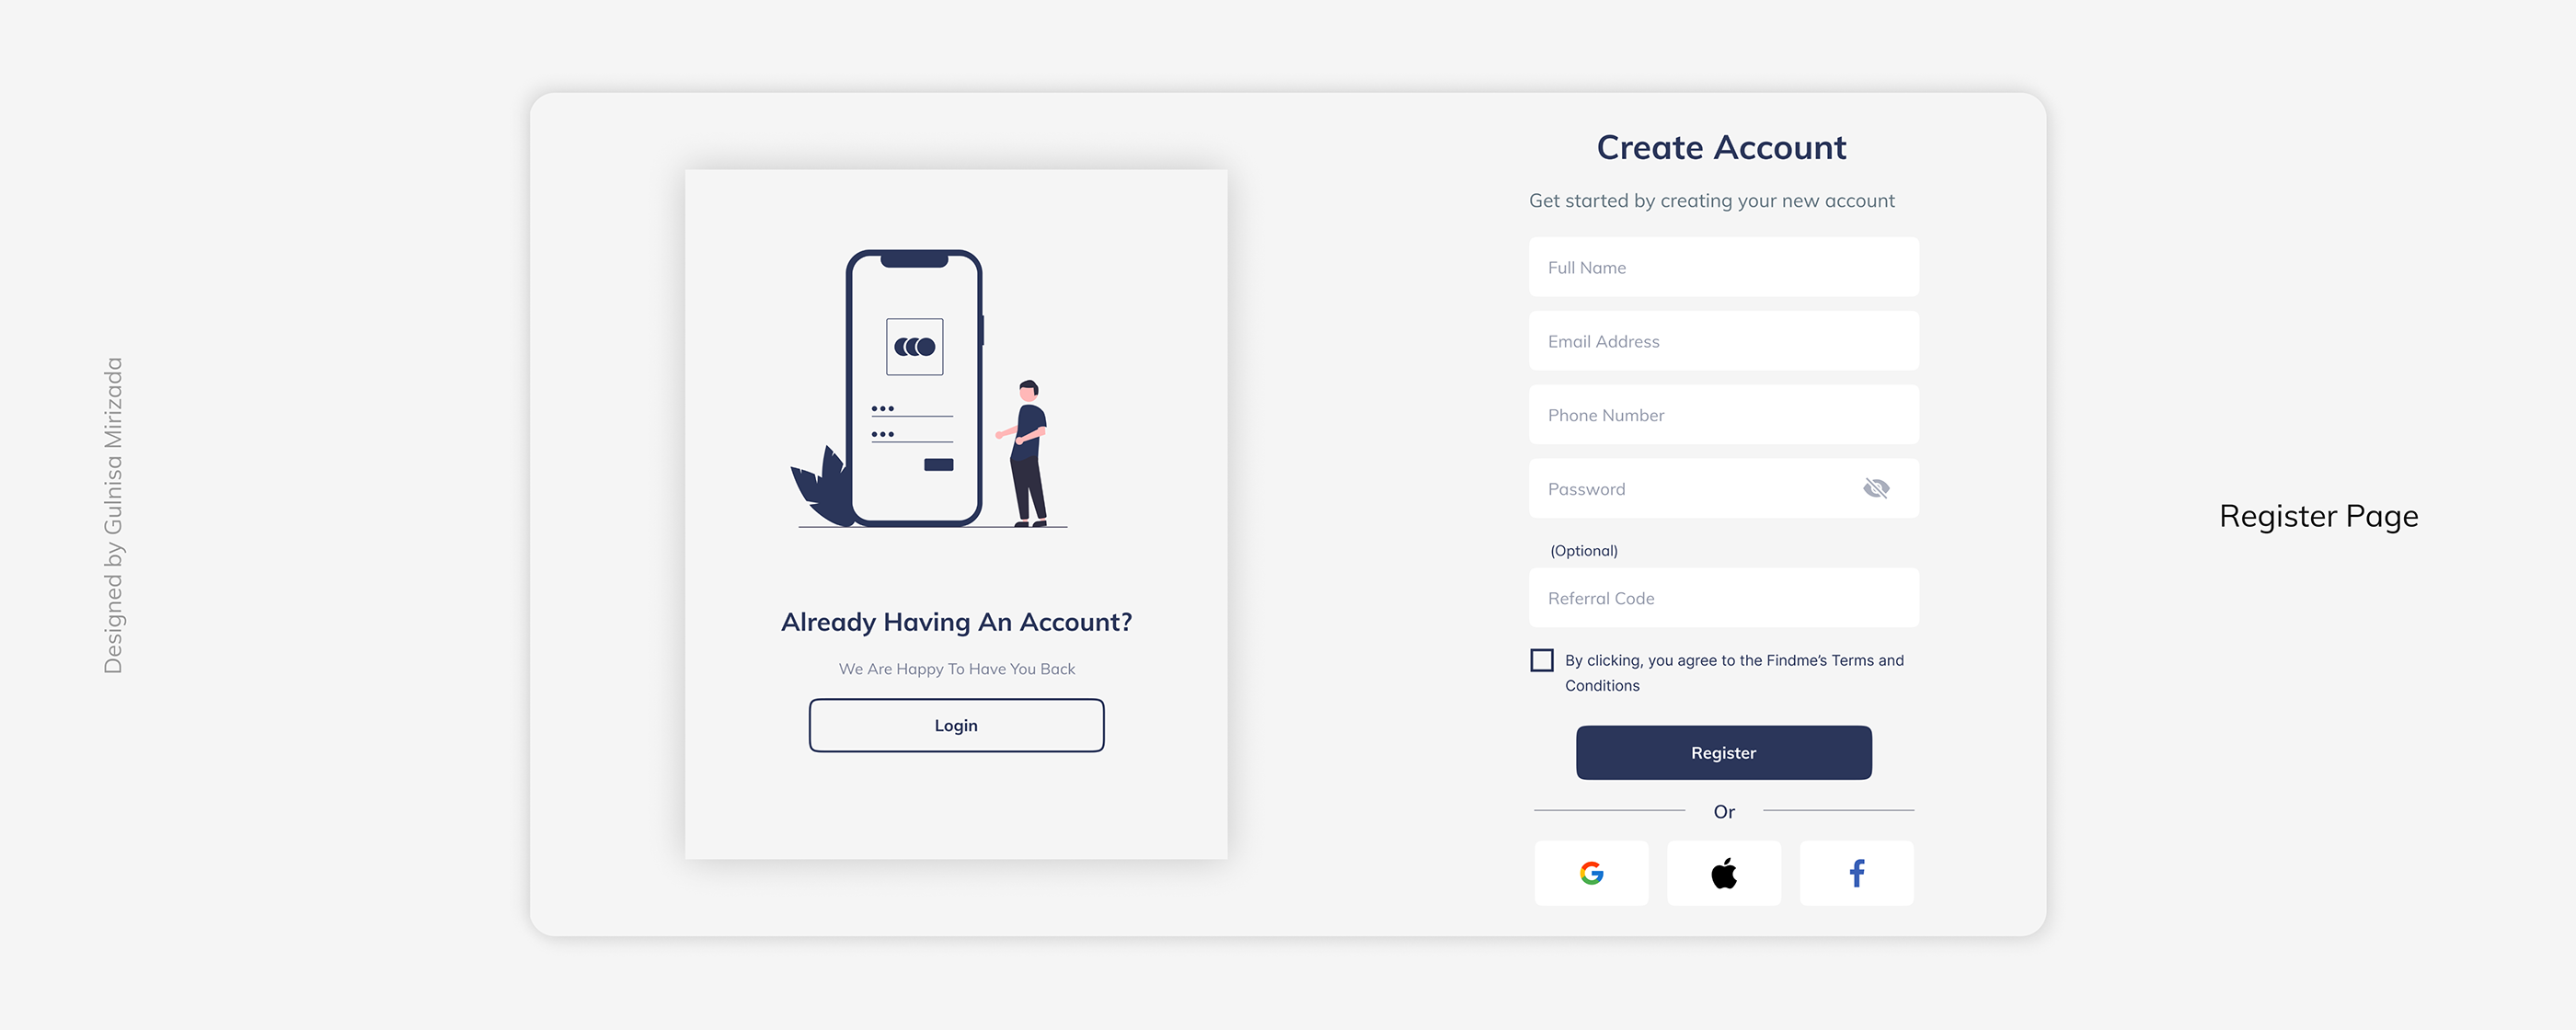 Designed by Gulnisa Mirizada
Already Having An Account?
We Are Happy To Have You Back
Login
Create Account
Get started by creating your new account
Full Name
Email Address
Phone Number
Password
(Optional)
Referral Code
By clicking, you agree to the Findme's Terms and
Conditions
Register
Or
Register Page